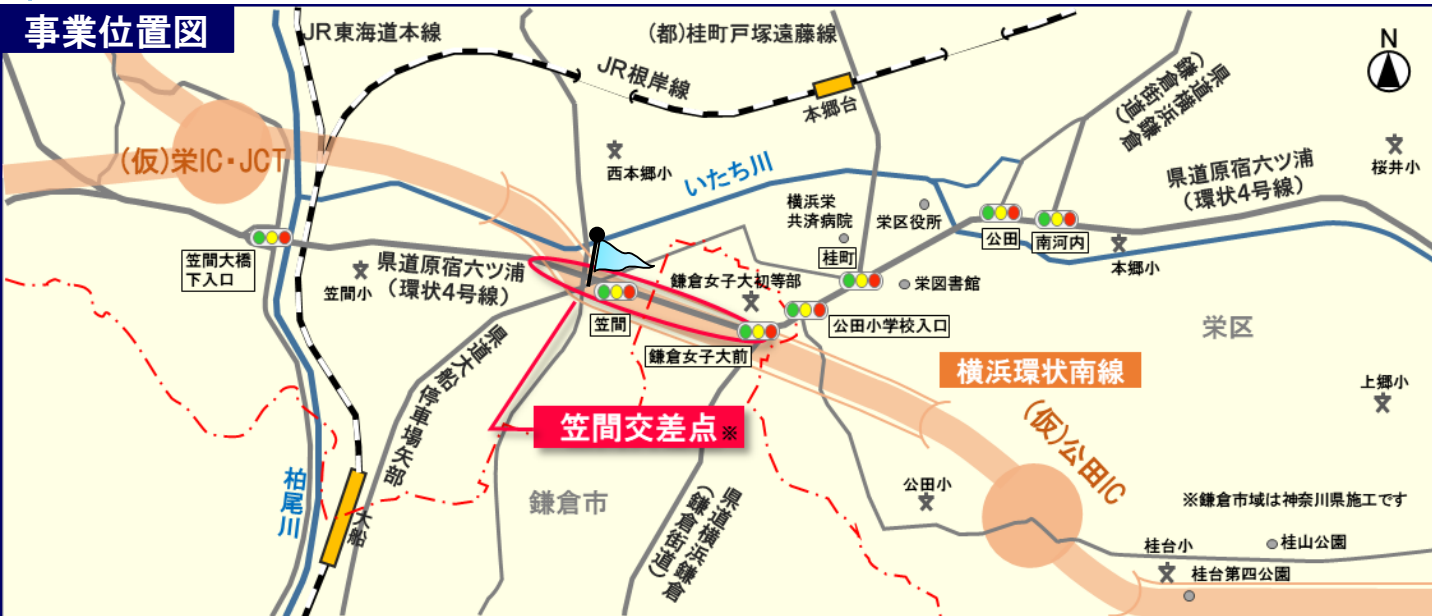 事業位置図
JR東海道本線
(都)桂町戸塚遠藤線
N
JR根岸線
本郷台
県道横浜鎌倉
(鎌倉街道)
(仮)栄IC・JCT
西本郷小
いたち川
桜井小
県道原宿六ツ浦
(環状4号線)
横浜栄
共済病院
栄区役所
公田
南河内
本郷小
笠間大橋
下入口
笠間小
県道原宿六ツ浦
(環状4号線)
桂町
鎌倉女子大初等部
栄図書館
笠間
公田小学校入口
鎌倉女子大前
栄区
県道大船停車場矢部
横浜環状南線
上郷小
笠間交差点※
(仮)公田IC
柏尾川
大船
鎌倉市
県道横浜鎌倉
(鎌倉街道)
公田小
※鎌倉市域は神奈川県施工です
桂台小
桂山公園
桂台第四公園